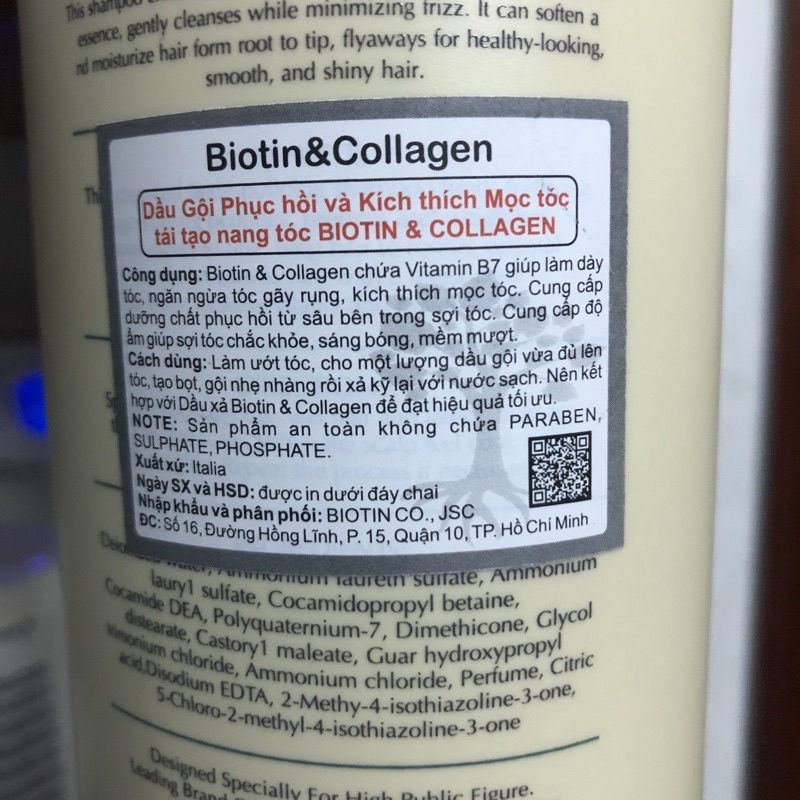 This shampoo
essence, gently cleanses while minimizing frizz. It can soften a
nd moisturize hair form root to tip, flyaways for healthy-looking,
smooth, and shiny hair.
Biotin&Collagen
Dầu Gội Phục hồi và Kích thích Mọc tóc
tái tạo nang tóc BIOTIN & COLLAGEN
Công dụng: Biotin & Collagen chứa Vitamin B7 giúp làm dày
tóc, ngăn ngừa tóc gãy rụng, kích thích mọc tóc. Cung cấp
dưỡng chất phục hồi từ sâu bên trong sợi tóc. Cung cấp độ
ẩm giúp sợi tóc chắc khỏe, sáng bóng, mềm mượt.
Cách dùng: Làm ướt tóc, cho một lượng dầu gội vừa đủ lên
tóc, tạo bọt, gội nhẹ nhàng rồi xả kỹ lại với nước sạch. Nên kết
hợp với Dầu xả Biotin & Collagen để đạt hiệu quả tối ưu.
NOTE: Sản phẩm an toàn không chứa PARABEN,
SULPHATE, PHOSPHATE.
Xuất xứ: Italia
Ngày SX và HSD: được in dưới đáy chai
Nhập khẩu và phân phối: BIOTIN CO., JSC
ĐC: Số 16, Đường Hồng Lĩnh, P. 15, Quận 10, TP. Hồ Chí Minh
Ammonium laureth sulfate, Ammonium
laury1 sulfate, Cocamidopropyl betaine,
Cocamide DEA, Polyquaternium-7, Dimethicone, Glycol
distearate, Castory1 maleate, Guar hydroxypropyl
trimonium chloride, Ammonium chloride, Perfume, Citric
acid,Disodium EDTA, 2-Methy-4-isothiazoline-3-one,
5-Chloro-2-methyl-4-isothiazoline-3-one
Designed Specially For High Public Figure.
Leading Brand